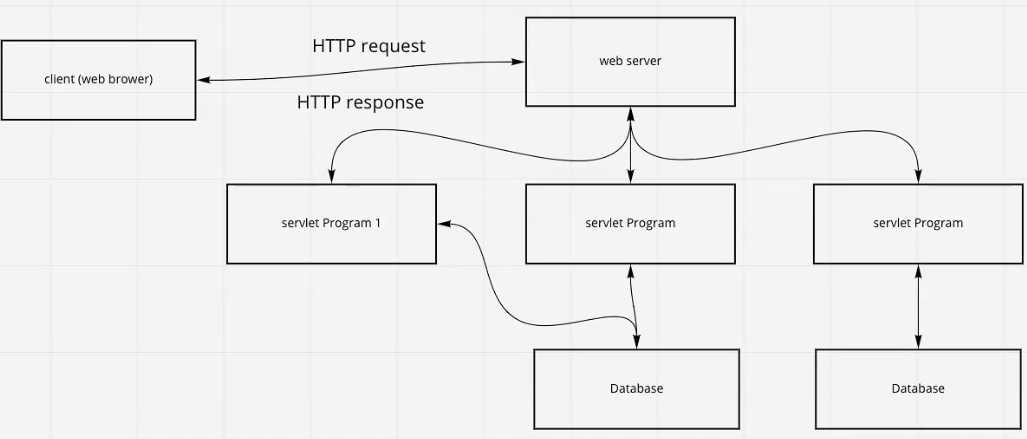 HTTP request
web server
client (web brower)
HTTP response
servlet Program 1
servlet Program
servlet Program
Database
Database